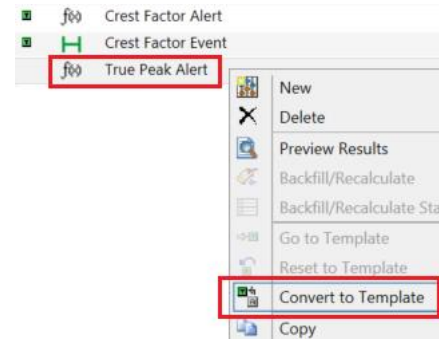 Crest Factor Alert
Crest Factor Event
True Peak Alert
New
Delete
Preview Results
Backfill/Recalculate
Backfill/Recalculate Sta
Go to Template
Reset to Template
Convert to Template
Copy